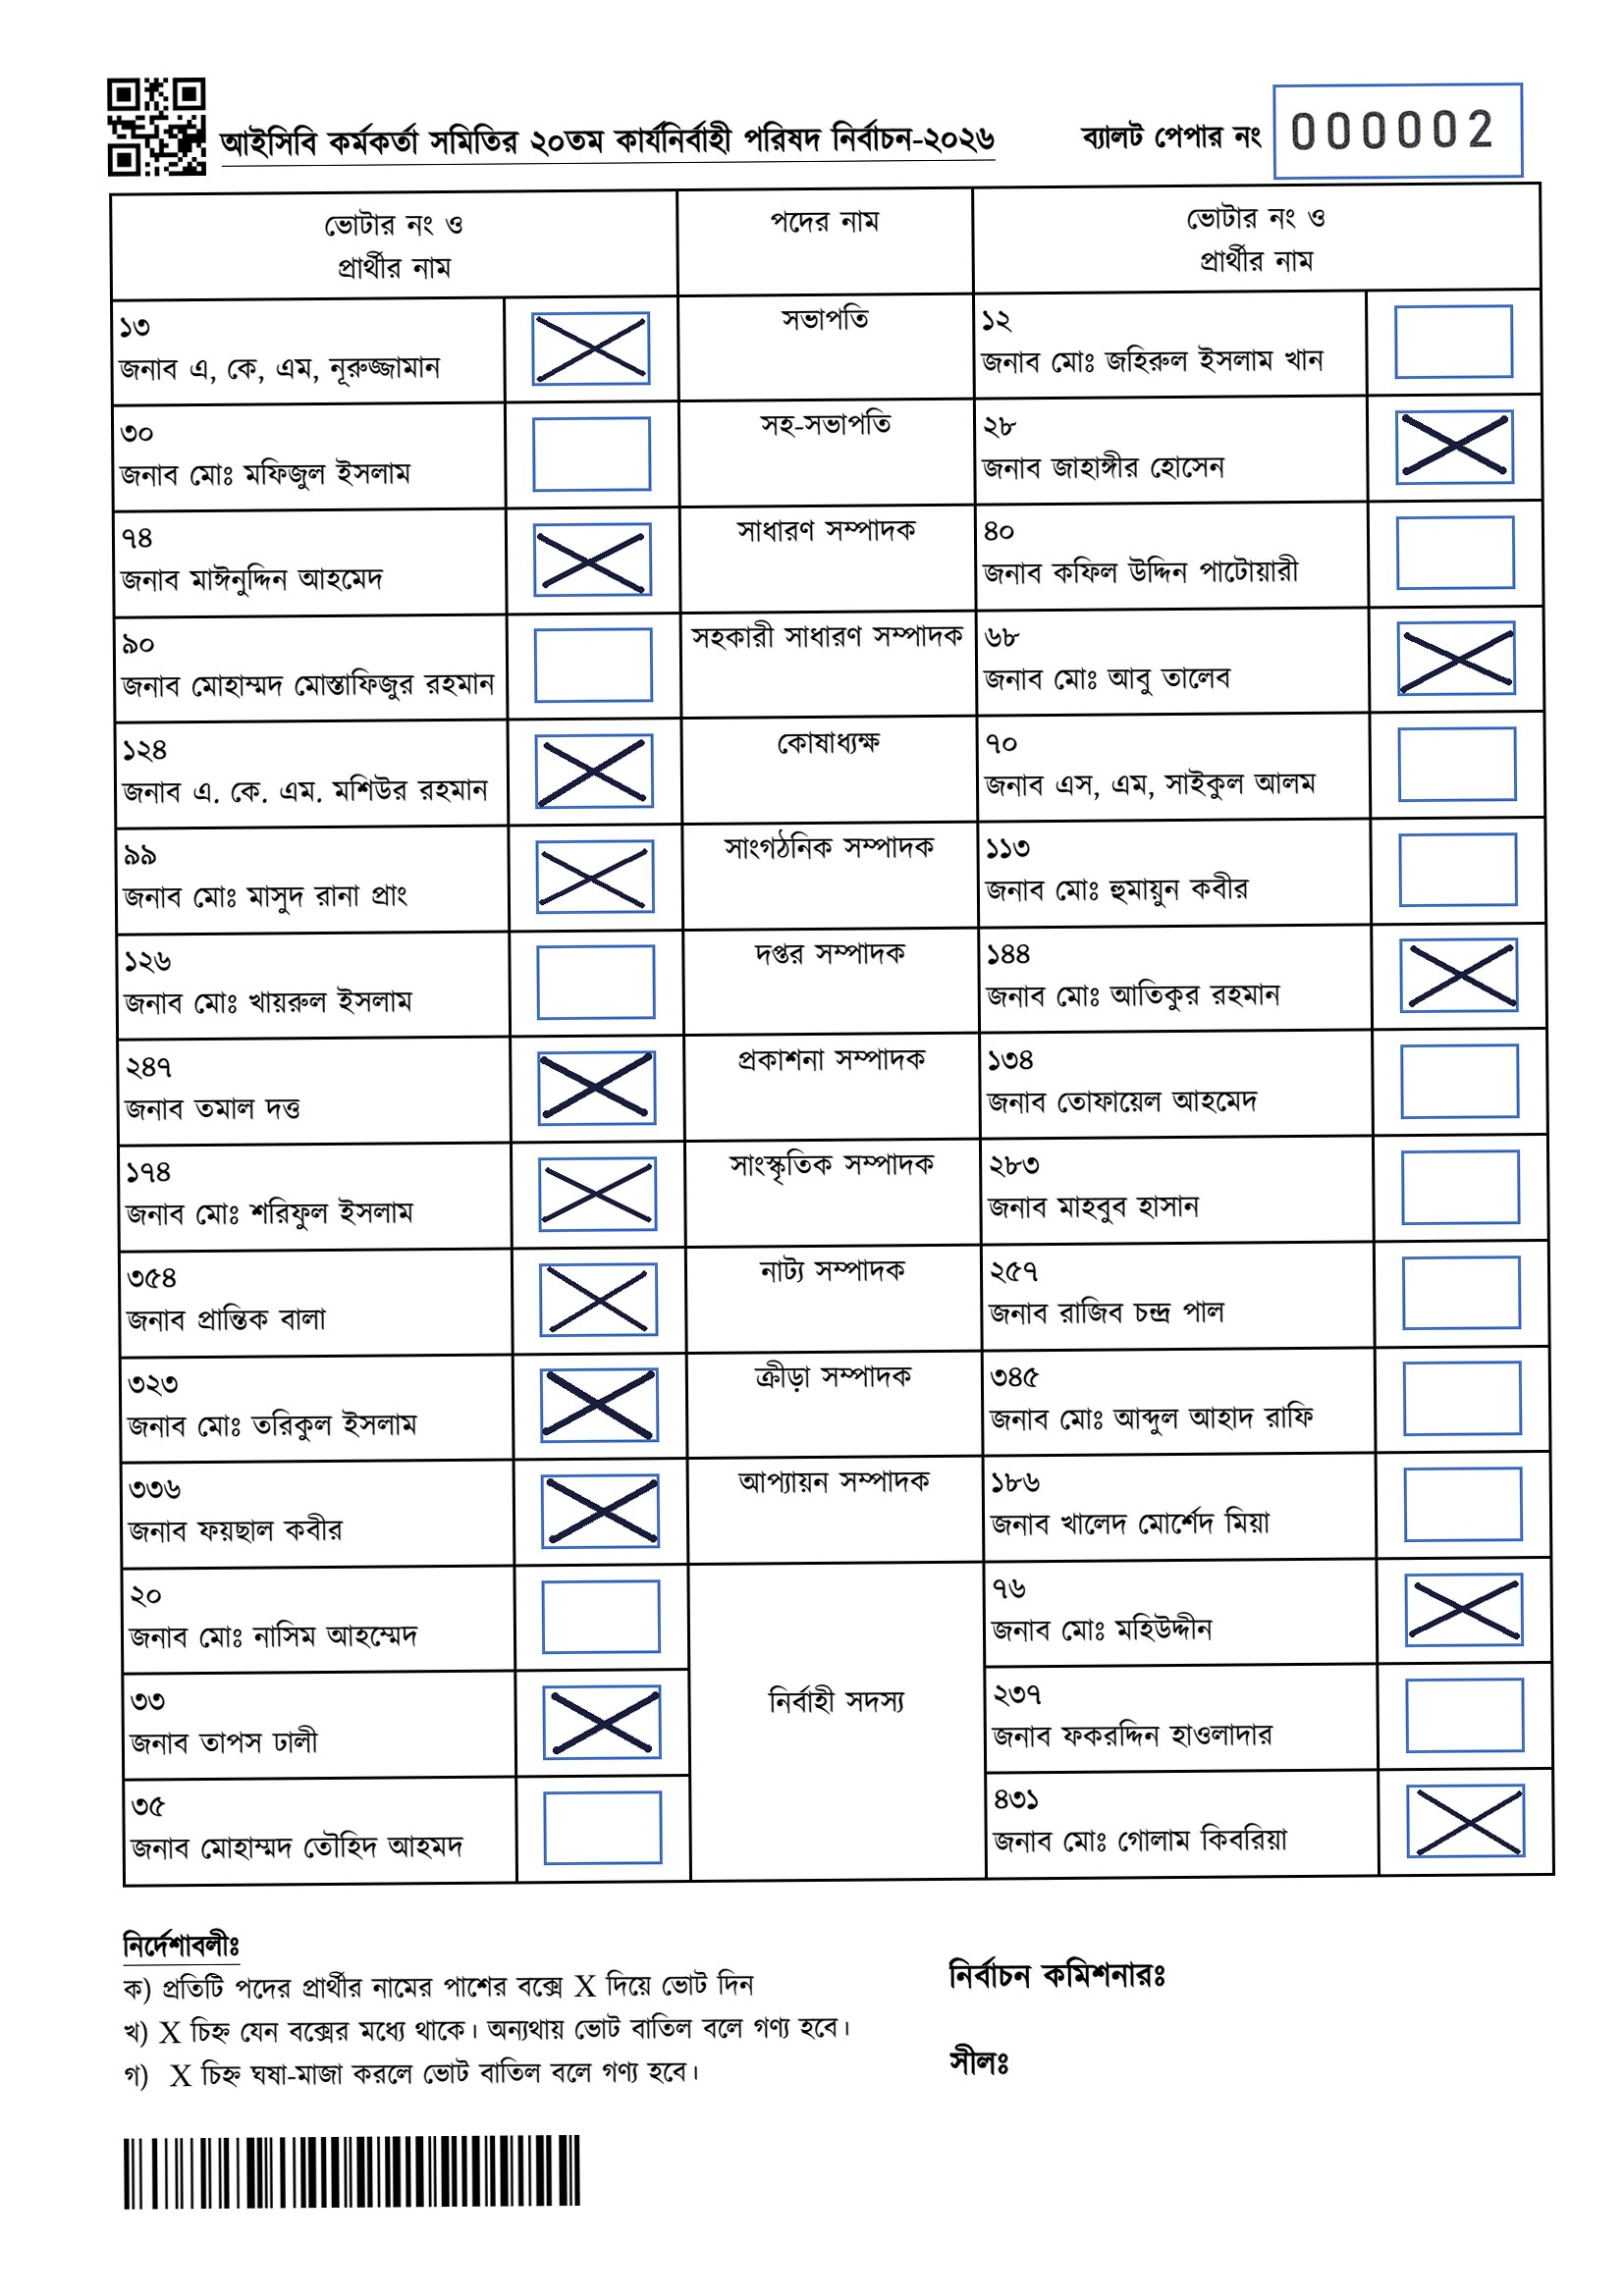 আইসিবি কর্মকর্তা সমিতির ২০তম কার্যনির্বাহী পরিষদ নির্বাচন-২০২৬
ব্যালট পেপার নং
000002
ভোটার নং ও
প্রার্থীর নাম
পদের নাম
ভোটার নং ও
প্রার্থীর নাম
১৩
জনাব এ, কে, এম, নূরুজ্জামান
সভাপতি
১২
জনাব মোঃ জহিরুল ইসলাম খান
৩০
জনাব মোঃ মফিজুল ইসলাম
সহ-সভাপতি
২৮
জনাব জাহাঙ্গীর হোসেন
৭৪
জনাব মাঈনুদ্দিন আহমেদ
সাধারণ সম্পাদক
৪০
জনাব কফিল উদ্দিন পাটোয়ারী
৯০
জনাব মোহাম্মদ মোস্তাফিজুর রহমান
সহকারী সাধারণ সম্পাদক
৬৮
জনাব মোঃ আবু তালেব
১২৪
জনাব এ. কে. এম. মশিউর রহমান
কোষাধ্যক্ষ
৭০
জনাব এস, এম, সাইকুল আলম
৯৯
জনাব মোঃ মাসুদ রানা প্রাং
সাংগঠনিক সম্পাদক
১১৩
জনাব মোঃ হুমায়ুন কবীর
১২৬
জনাব মোঃ খায়রুল ইসলাম
দপ্তর সম্পাদক
১৪৪
জনাব মোঃ আতিকুর রহমান
২৪৭
জনাব তমাল দত্ত
প্রকাশনা সম্পাদক
১৩৪
জনাব তোফায়েল আহমেদ
১৭৪
জনাব মোঃ শরিফুল ইসলাম
সাংস্কৃতিক সম্পাদক
২৮৩
জনাব মাহবুব হাসান
৩৫৪
জনাব প্রান্তিক বালা
নাট্য সম্পাদক
২৫৭
জনাব রাজিব চন্দ্র পাল
৩২৩
জনাব মোঃ তরিকুল ইসলাম
ক্রীড়া সম্পাদক
৩৪৫
জনাব মোঃ আব্দুল আহাদ রাফি
৩৩৬
জনাব ফয়ছাল কবীর
আপ্যায়ন সম্পাদক
১৮৬
জনাব খালেদ মোর্শেদ মিয়া
২০
জনাব মোঃ নাসিম আহম্মেদ
৭৬
জনাব মোঃ মহিউদ্দীন
৩৩
জনাব তাপস ঢালী
নির্বাহী সদস্য
২৩৭
জনাব ফকরদ্দিন হাওলাদার
৩৫
জনাব মোহাম্মদ তৌহিদ আহমদ
৪৩১
জনাব মোঃ গোলাম কিবরিয়া
নির্দেশাবলীঃ
ক) প্রতিটি পদের প্রার্থীর নামের পাশের বক্সে X দিয়ে ভোট দিন
খ) X চিহ্ন যেন বক্সের মধ্যে থাকে। অন্যথায় ভোট বাতিল বলে গণ্য হবে।
গ) X চিহ্ন ঘষা-মাজা করলে ভোট বাতিল বলে গণ্য হবে।
নির্বাচন কমিশনারঃ
সীলঃ